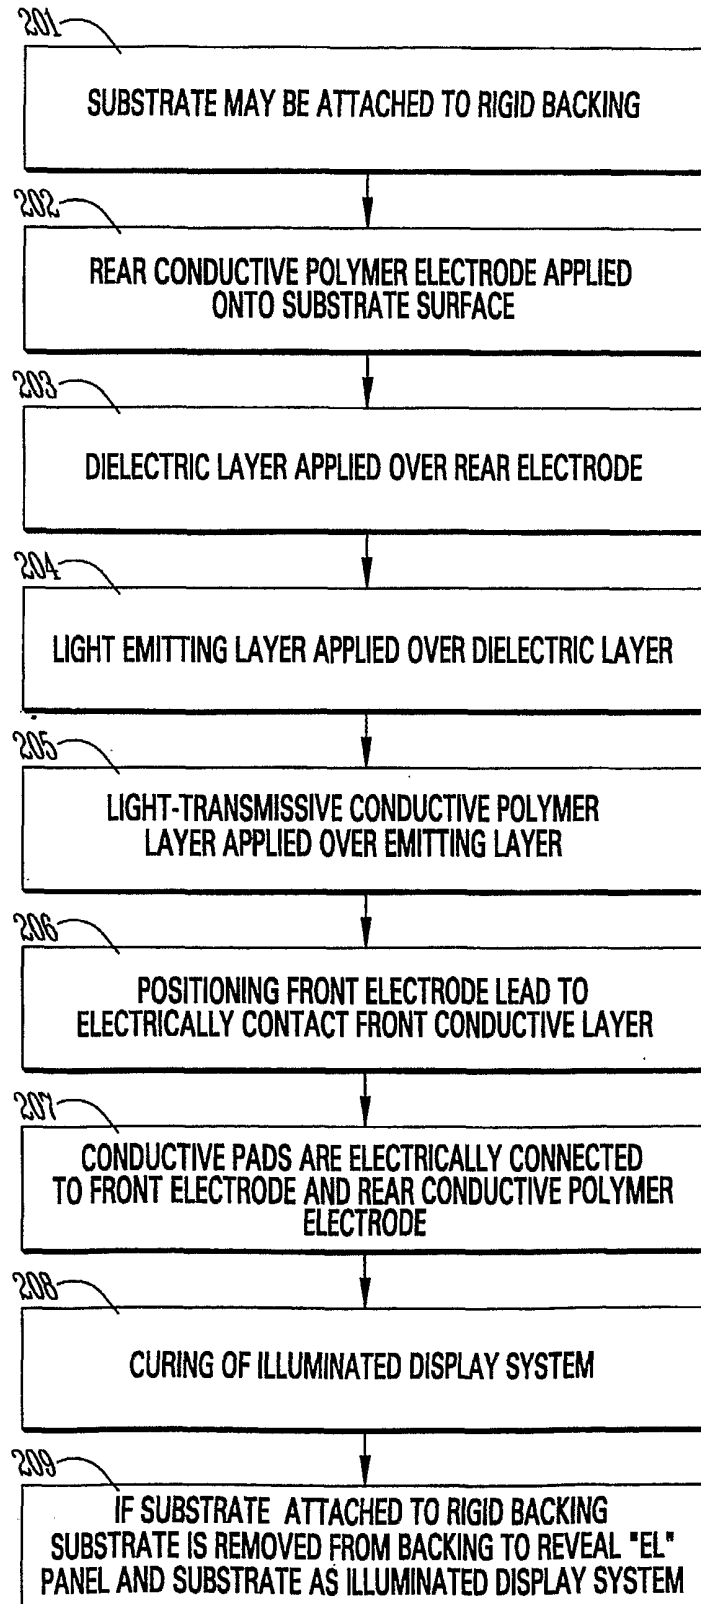 201
SUBSTRATE MAY BE ATTACHED TO RIGID BACKING
202
REAR CONDUCTIVE POLYMER ELECTRODE APPLIED
ONTO SUBSTRATE SURFACE
203
DIELECTRIC LAYER APPLIED OVER REAR ELECTRODE
204
LIGHT EMITTING LAYER APPLIED OVER DIELECTRIC LAYER
205
LIGHT-TRANSMISSIVE CONDUCTIVE POLYMER
LAYER APPLIED OVER EMITTING LAYER
206
POSITIONING FRONT ELECTRODE LEAD TO
ELECTRICALLY CONTACT FRONT CONDUCTIVE LAYER
207
CONDUCTIVE PADS ARE ELECTRICALLY CONNECTED
TO FRONT ELECTRODE AND REAR CONDUCTIVE POLYMER
ELECTRODE
208
CURING OF ILLUMINATED DISPLAY SYSTEM
209
IF SUBSTRATE ATTACHED TO RIGID BACKING
SUBSTRATE IS REMOVED FROM BACKING TO REVEAL "EL"
PANEL AND SUBSTRATE AS ILLUMINATED DISPLAY SYSTEM